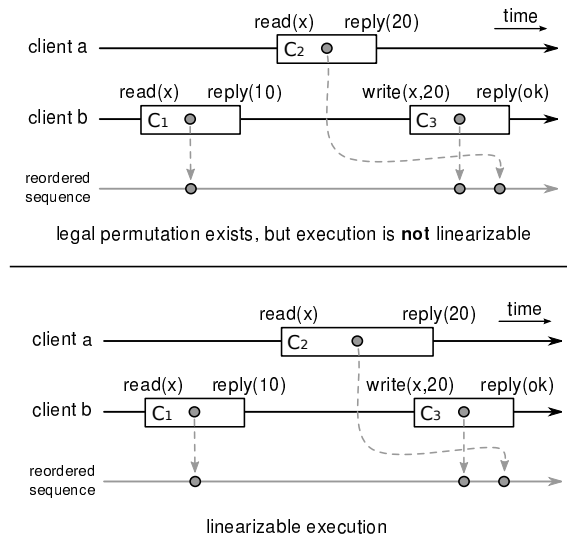 read(x) reply(20) time
client a C2
read(x) reply(10) write(x,20) reply(ok)
client b C1 C3
reordered
sequence
legal permutation exists, but execution is not linearizable
read(x) reply(20) time
client a C2
read(x) reply(10) write(x,20) reply(ok)
client b C1 C3
reordered
sequence
linearizable execution